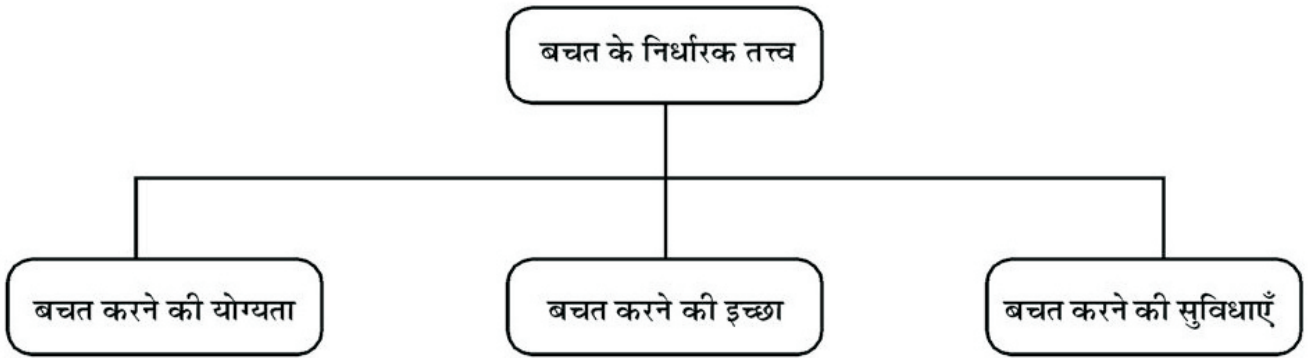 बचत के निर्धारक तत्त्व
बचत करने की योग्यता
बचत करने की इच्छा
बचत करने की सुविधाएँ